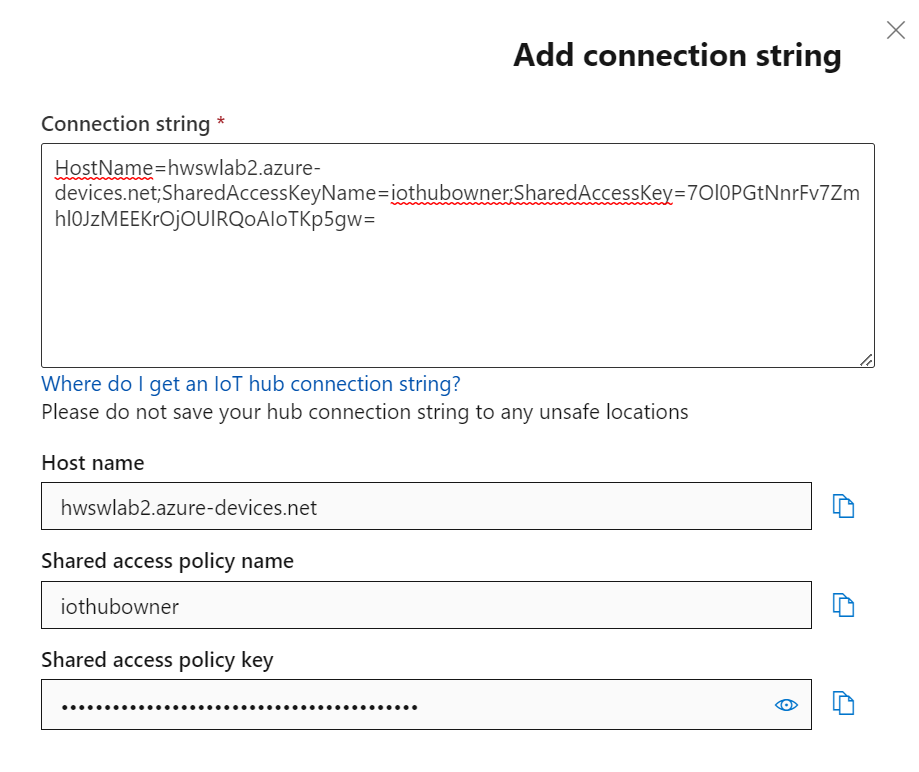 Add connection string
Connection string *
HostName=hwswlab2.azure-
devices.net;SharedAccessKeyName=iothubowner;SharedAccessKey=7Ol0PGtNnrFv7Zm
hl0JzMEEKrOjOUlRQoAIoTKp5gw=
Where do I get an IoT hub connection string?
Please do not save your hub connection string to any unsafe locations
Host name
hwswlab2.azure-devices.net
Shared access policy name
iothubowner
Shared access policy key
••••••••••••••••••••••••••••••••••••••••••••